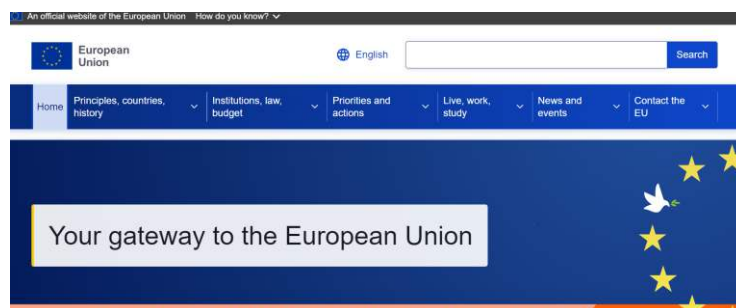 An official website of the European Union How do you know?
European
Union
English
Search
Home
Principles, countries,
history
Institutions, law,
budget
Priorities and
actions
Live, work,
study
News and
events
Contact the
EU
Your gateway to the European Union